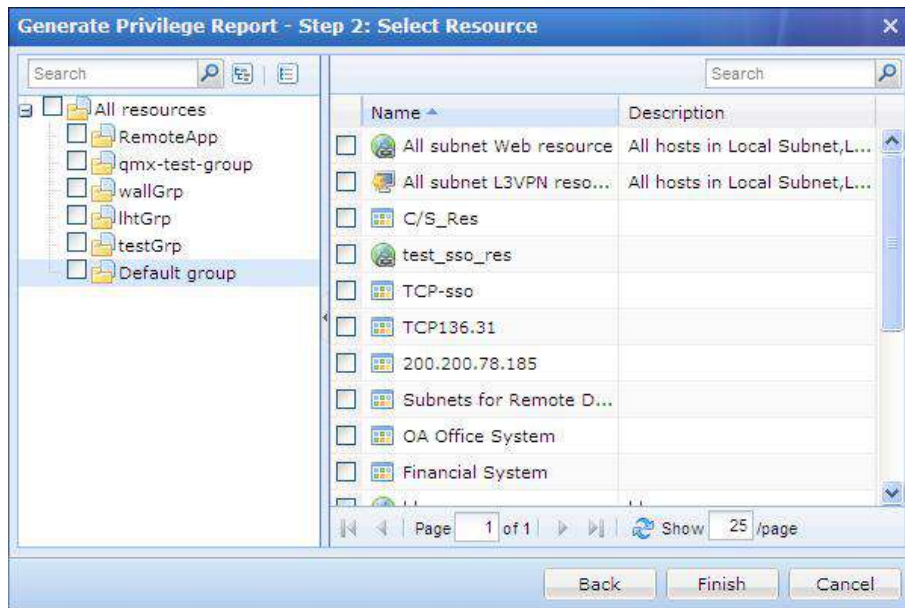 Generate Privilege Report - Step 2: Select Resource
Search
All resources
RemoteApp
qmx-test-group
wallGrp
lhtGrp
testGrp
Default group
Search
Name Description
All subnet Web resource All hosts in Local Subnet,L...
All subnet L3VPN reso... All hosts in Local Subnet,L...
C/S_Res
test_sso_res
TCP-sso
TCP136.31
200.200.78.185
Subnets for Remote D...
OA Office System
Financial System
Page 1 of 1 Show 25 /page
Back Finish Cancel